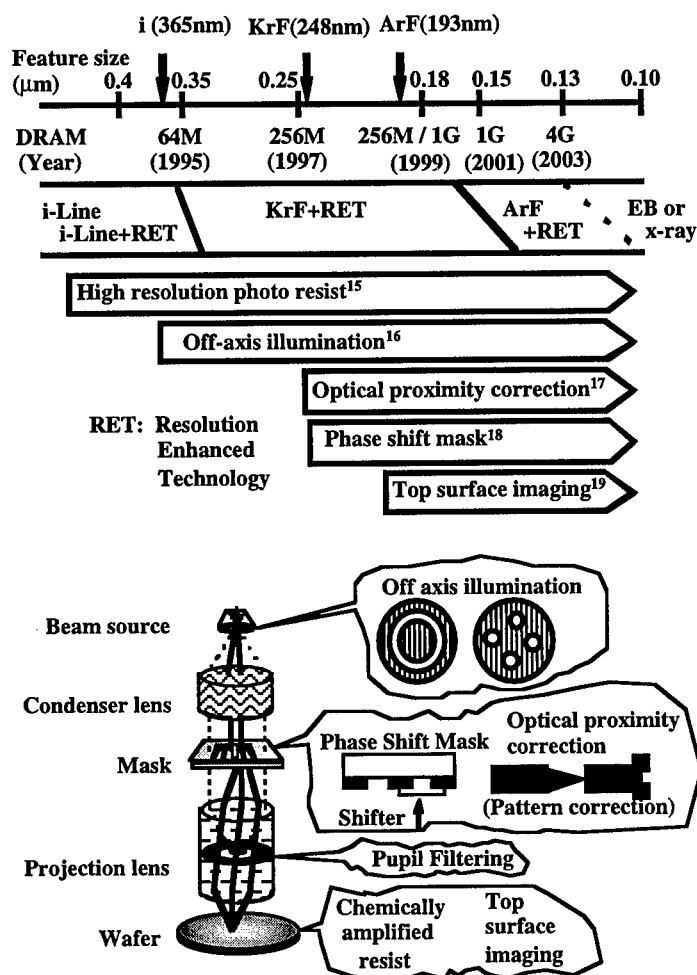 i (365nm) KrF(248nm) ArF(193nm)
Feature size
(μm) 0.4 0.35 0.25 0.18 0.15 0.13 0.10
DRAM 64M 256M 256M / 1G 1G 4G
(Year) (1995) (1997) (1999) (2001) (2003)
i-Line
i-Line+RET
KrF+RET
ArF
+RET
EB or
x-ray
High resolution photo resist15
Off-axis illumination16
Optical proximity correction17
RET: Resolution
Enhanced
Technology
Phase shift mask18
Top surface imaging19
Off axis illumination
Beam source
Condenser lens
Optical proximity
correction
Phase Shift Mask
Mask
Shifter
(Pattern correction)
Projection lens
Pupil Filtering
Wafer
Chemically
amplified
resist
Top
surface
imaging